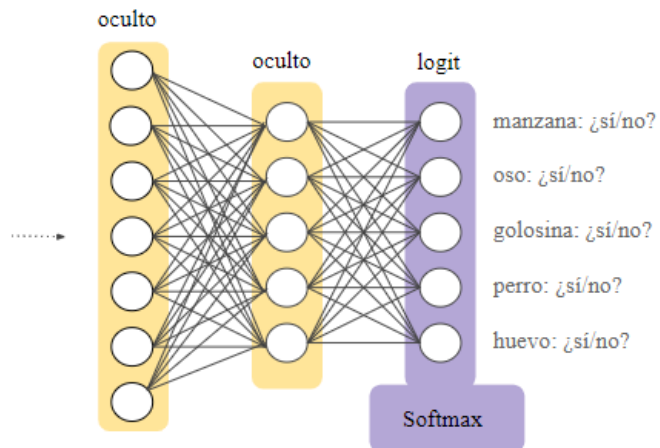 oculto
oculto
logit
manzana: ¿sí/no?
oso: ¿sí/no?
golosina: ¿sí/no?
perro: ¿sí/no?
huevo: ¿sí/no?
Softmax